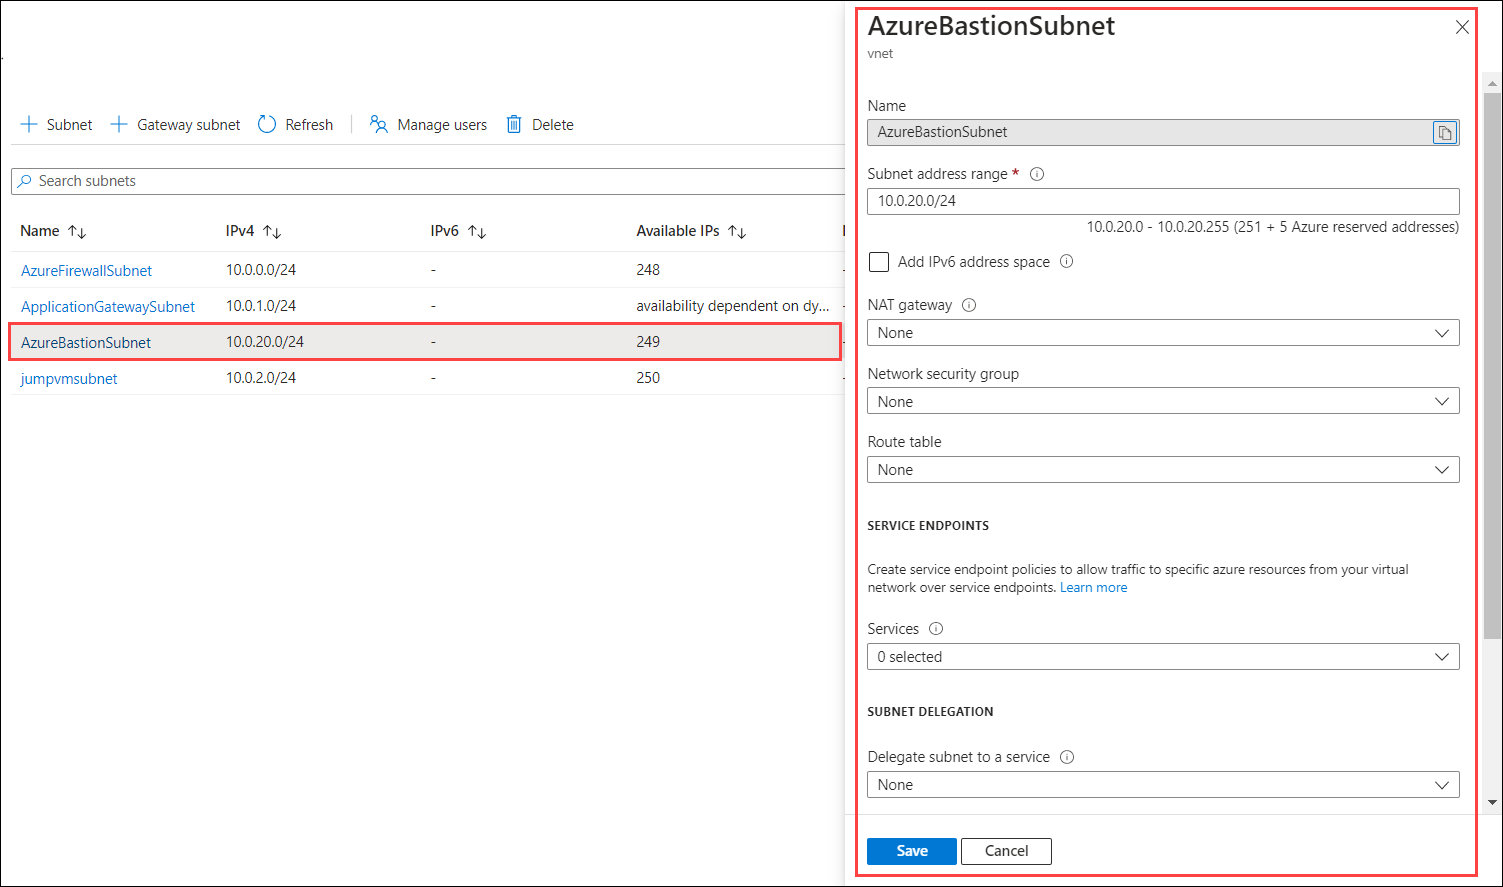 Subnet Gateway subnet Refresh Manage users Delete
Search subnets
Name IPv4 IPv6 Available IPs
AzureFirewallSubnet 10.0.0.0/24 - 248
ApplicationGatewaySubnet 10.0.1.0/24 - availability dependent on dy...
AzureBastionSubnet 10.0.20.0/24 - 249
jumpvmsubnet 10.0.2.0/24 - 250
AzureBastionSubnet
vnet
Name
AzureBastionSubnet
Subnet address range *
10.0.20.0/24
10.0.20.0 - 10.0.20.255 (251 + 5 Azure reserved addresses)
Add IPv6 address space
NAT gateway
None
Network security group
None
Route table
None
SERVICE ENDPOINTS
Create service endpoint policies to allow traffic to specific azure resources from your virtual
network over service endpoints. Learn more
Services
0 selected
SUBNET DELEGATION
Delegate subnet to a service
None
Save Cancel